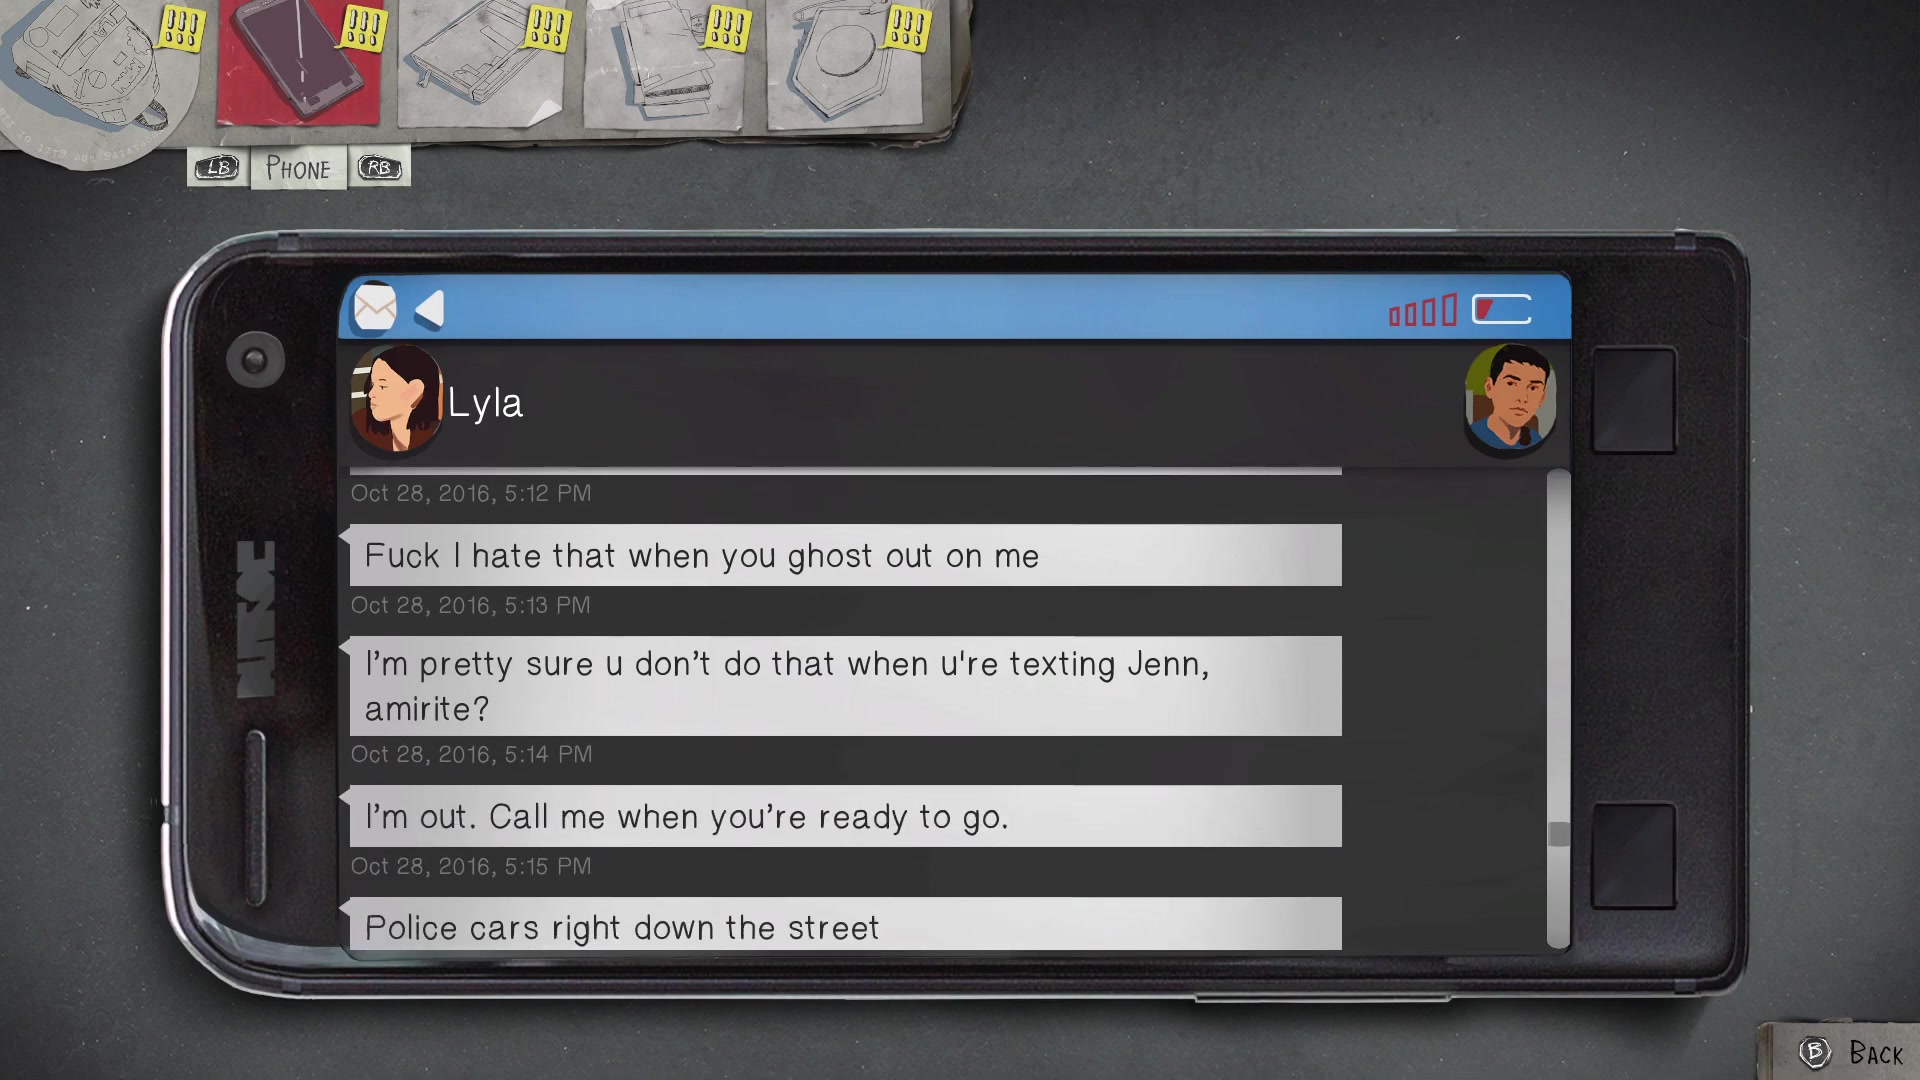 !!! !!! !!! !!! !!!
LB PHONE RB
Lyla
Oct 28, 2016, 5:12 PM
Fuck I hate that when you ghost out on me
Oct 28, 2016, 5:13 PM
I'm pretty sure u don't do that when u're texting Jenn,
amirite?
Oct 28, 2016, 5:14 PM
I'm out. Call me when you're ready to go.
Oct 28, 2016, 5:15 PM
Police cars right down the street
B BACK